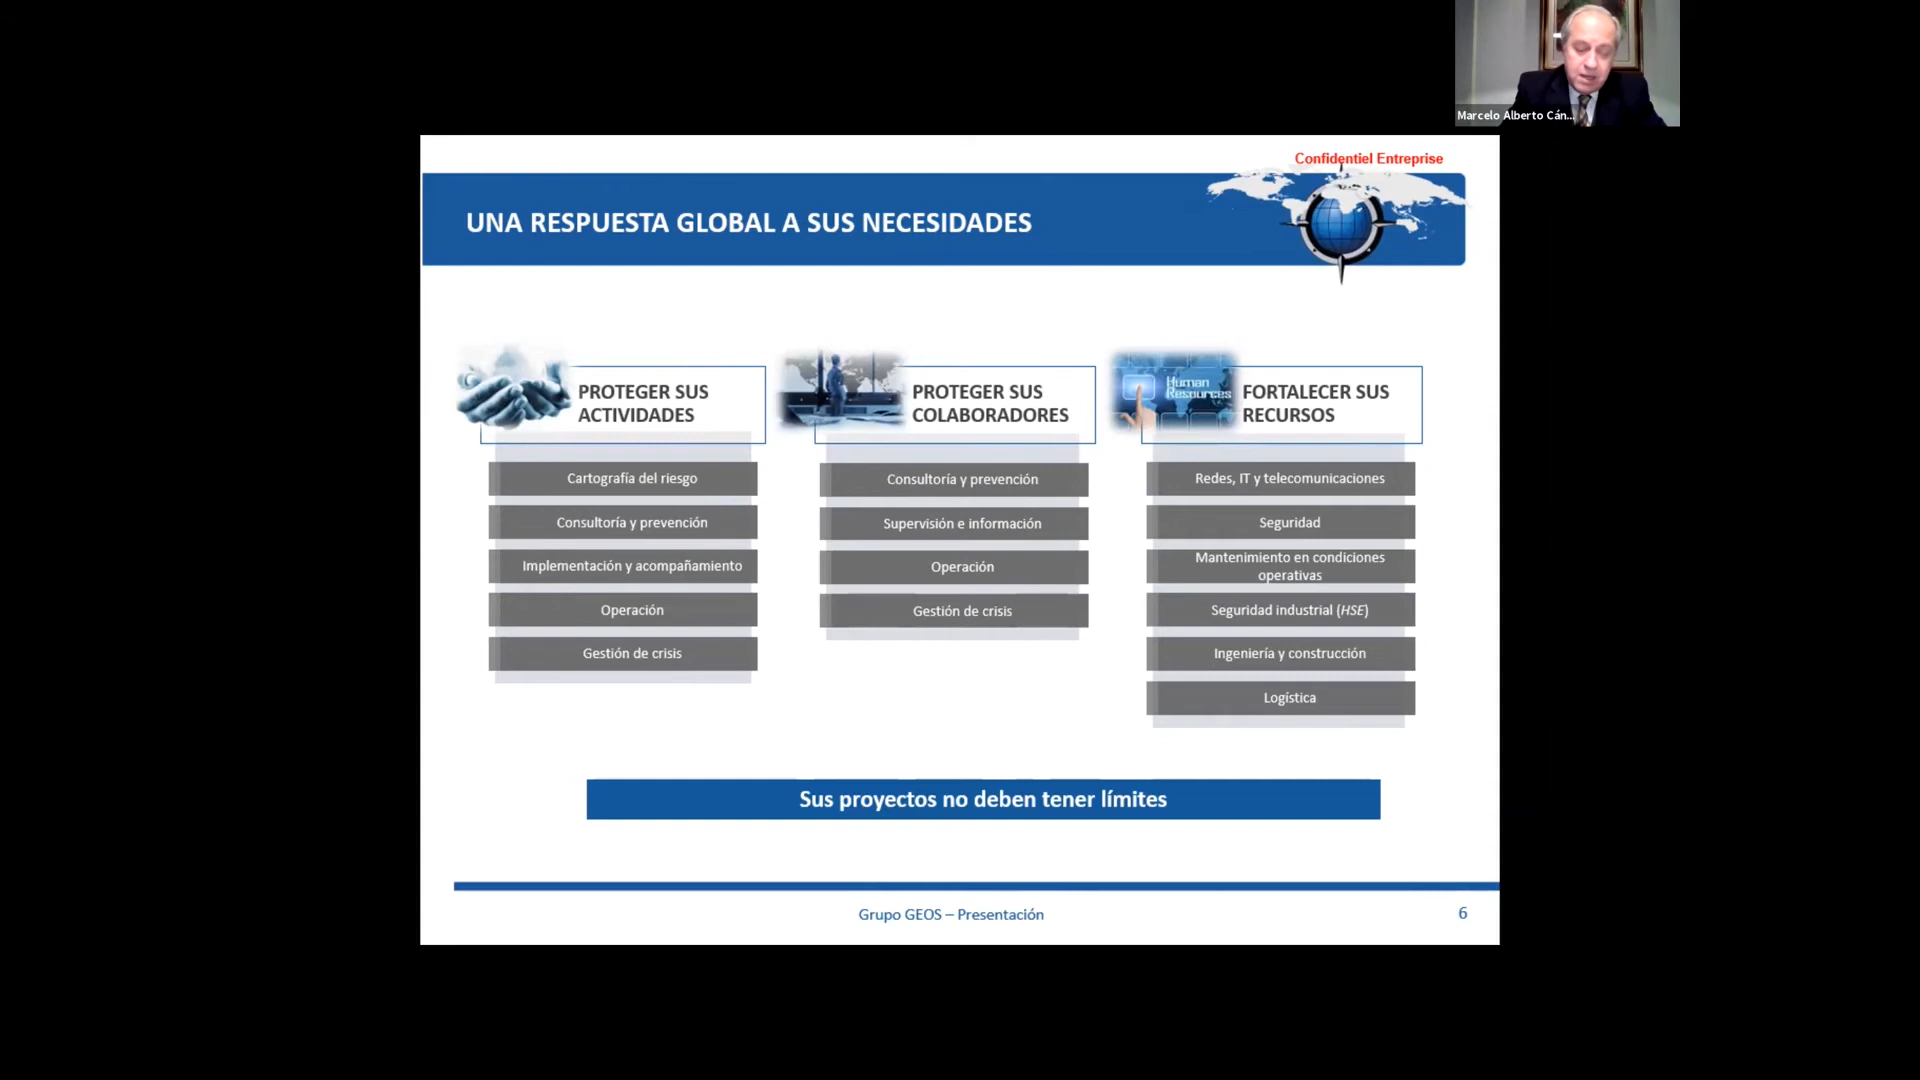 Marcelo Alberto Cán...
Confidentiel Entreprise
UNA RESPUESTA GLOBAL A SUS NECESIDADES
PROTEGER SUS
ACTIVIDADES
Cartografía del riesgo
Consultoría y prevención
Implementación y acompañamiento
Operación
Gestión de crisis
PROTEGER SUS
COLABORADORES
Consultoría y prevención
Supervisión e información
Operación
Gestión de crisis
Human
Resources
FORTALECER SUS
RECURSOS
Redes, IT y telecomunicaciones
Seguridad
Mantenimiento en condiciones
operativas
Seguridad industrial (HSE)
Ingeniería y construcción
Logística
Sus proyectos no deben tener límites
Grupo GEOS – Presentación
6